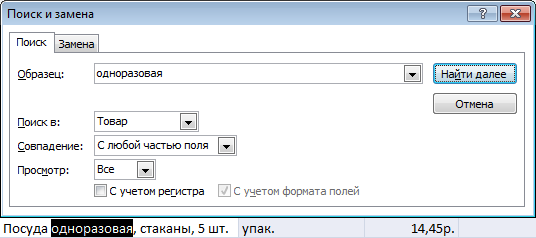 Поиск и замена
Поиск Замена
Образец: одноразовая Найти далее
Отмена
Поиск в: Товар
Совпадение: С любой частью поля
Просмотр: Все
С учетом регистра С учетом формата полей
Посуда одноразовая, стаканы, 5 шт. упак. 14,45р.